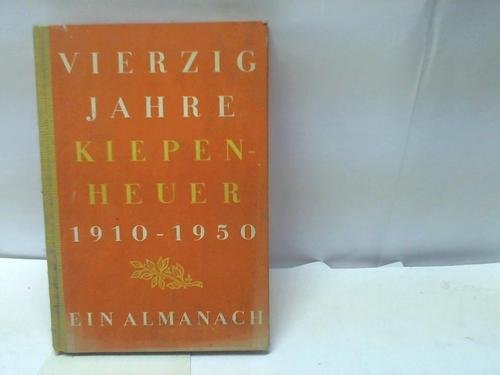 VIERZIG
JAHRE
KIEPEN-
HEUER
1910-1950
EIN ALMANACH